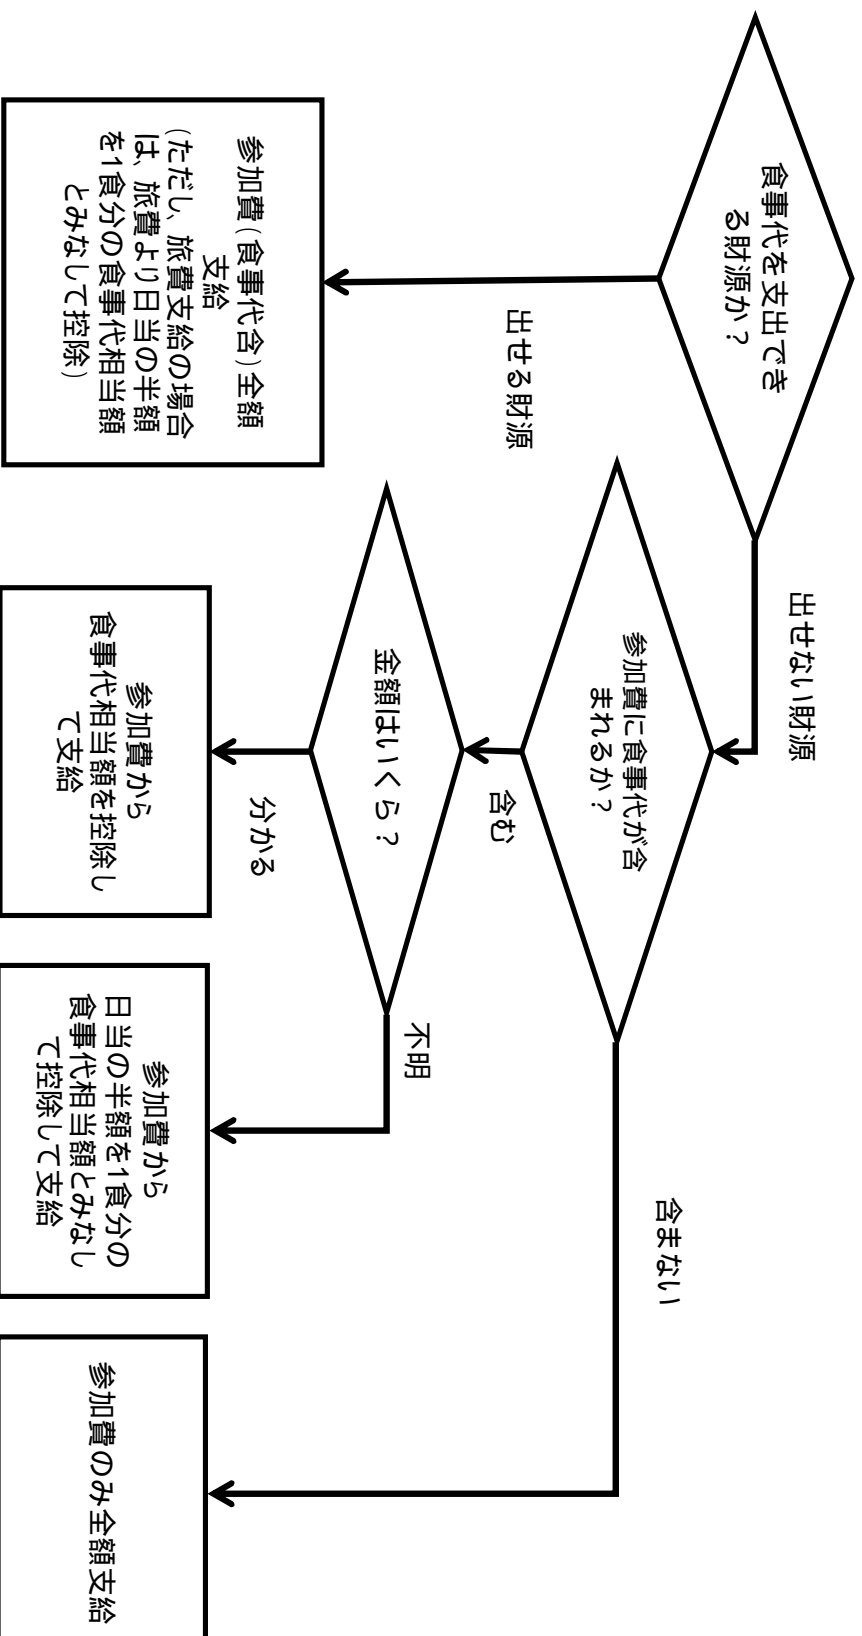 食事代を支出でき
る財源か？
出せる財源
出せない財源
参加費(食事代含)全額
支給
(ただし、旅費支給の場合
は、旅費より日当の半額
を1食分の食事代相当額
とみなして控除)
参加費に食事代が含
まれるか？
含む
含まない
金額はいくら？
分かる
不明
参加費から
食事代相当額を控除し
て支給
参加費から
日当の半額を1食分の
食事代相当額とみなし
て控除して支給
参加費のみ全額支給